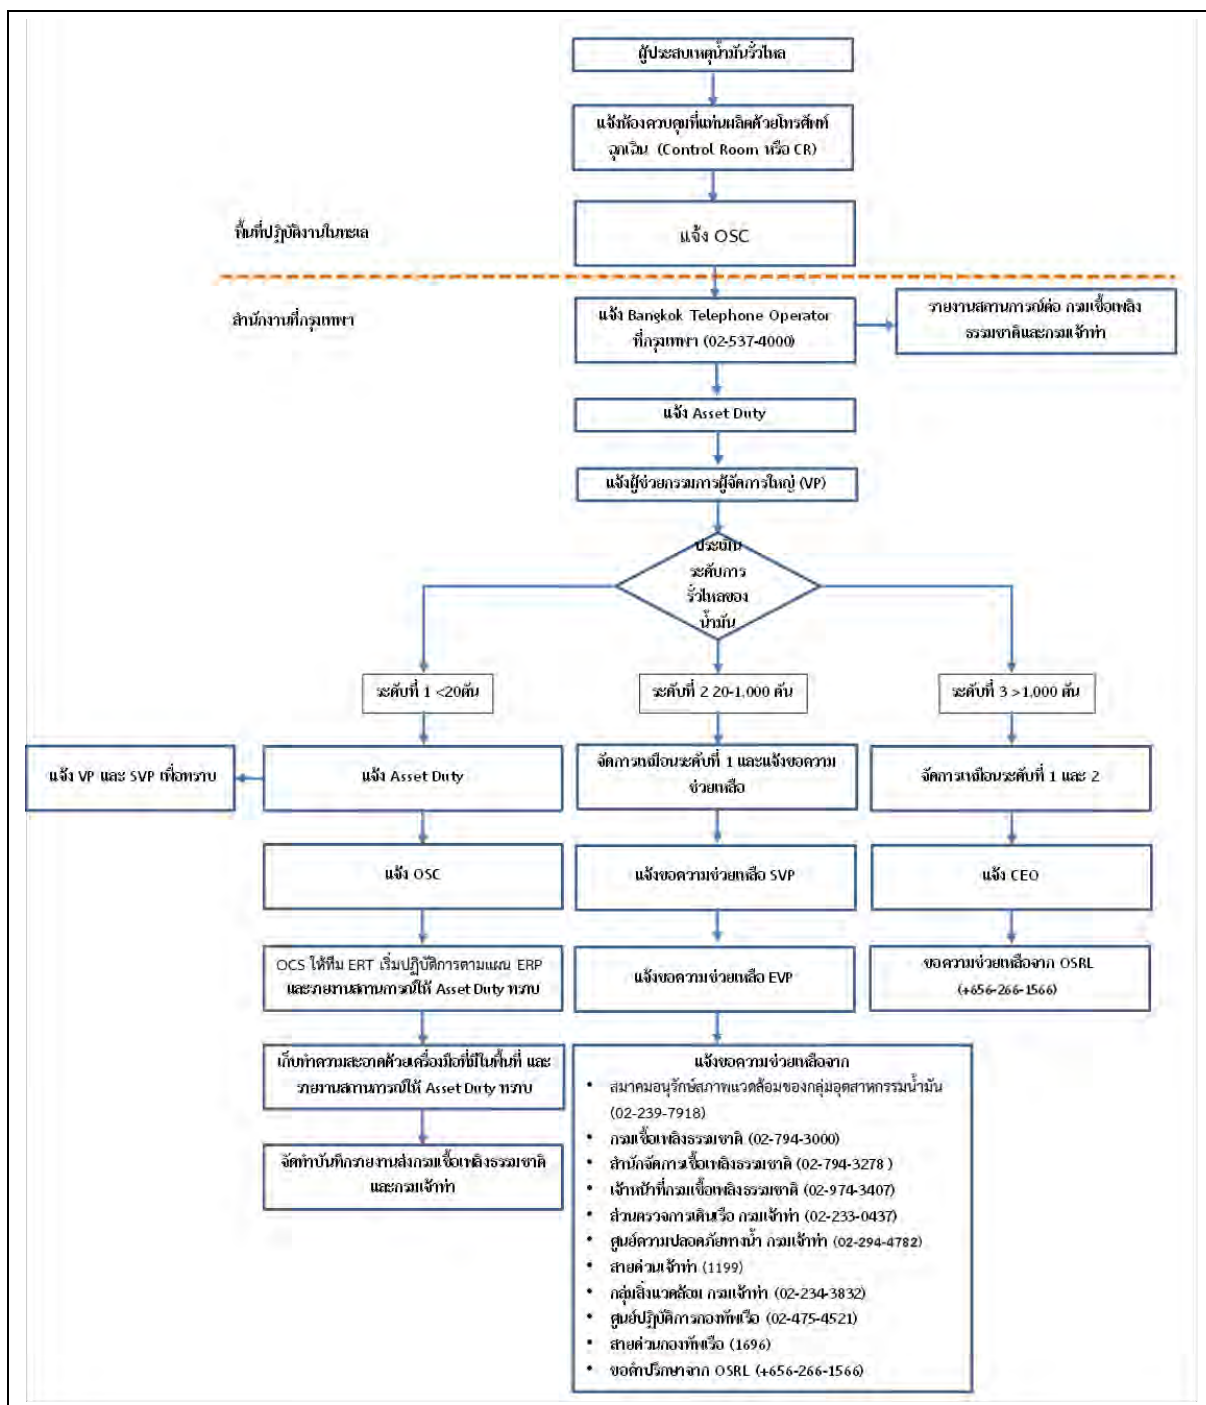 ผู้ประสบเหตุน้ำมันรั่วไหล
แจ้งห้องควบคุมที่แท่นผลิตด้วยโทรศัพท์
ฉุกเฉิน (Control Room หรือ CR)
พื้นที่ปฏิบัติงานในทะเล
แจ้ง OSC
สำนักงานที่กรุงเทพฯ
แจ้ง Bangkok Telephone Operator
ที่กรุงเทพฯ (02-537-4000)
รายงานสถานการณ์ต่อ กรมเชื้อเพลิง
ธรรมชาติและกรมเจ้าท่า
แจ้ง Asset Duty
แจ้งผู้ช่วยกรรมการผู้จัดการใหญ่ (VP)
ประเมิน
ระดับการ
รั่วไหลของ
น้ำมัน
ระดับที่ 1 <20ตัน
ระดับที่ 2 20-1,000 ตัน
ระดับที่ 3 >1,000 ตัน
แจ้ง VP และ SVP เพื่อทราบ
แจ้ง Asset Duty
จัดการเหมือนระดับที่ 1 และแจ้งขอความ
ช่วยเหลือ
จัดการเหมือนระดับที่ 1 และ 2
แจ้ง OSC
แจ้งขอความช่วยเหลือ SVP
แจ้ง CEO
OCS ให้ทีม ERT เริ่มปฏิบัติการตามแผน ERP
และรายงานสถานการณ์ให้ Asset Duty ทราบ
แจ้งขอความช่วยเหลือ EVP
ขอความช่วยเหลือจาก OSRL
(+656-266-1566)
เก็บทำความสะอาดด้วยเครื่องมือที่มีในพื้นที่ และ
รายงานสถานการณ์ให้ Asset Duty ทราบ
จัดทำบันทึกรายงานส่งกรมเชื้อเพลิงธรรมชาติ
และกรมเจ้าท่า
แจ้งขอความช่วยเหลือจาก
• สมาคมอนุรักษ์สภาพแวดล้อมของกลุ่มอุตสาหกรรมน้ำมัน
(02-239-7918)
• กรมเชื้อเพลิงธรรมชาติ (02-794-3000)
• สำนักจัดการเชื้อเพลิงธรรมชาติ (02-794-3278 )
• เจ้าหน้าที่กรมเชื้อเพลิงธรรมชาติ (02-974-3407)
• ส่วนตรวจการเดินเรือ กรมเจ้าท่า (02-233-0437)
• ศูนย์ความปลอดภัยทางน้ำ กรมเจ้าท่า (02-294-4782)
• สายด่วนเจ้าท่า (1199)
• กลุ่มสิ่งแวดล้อม กรมเจ้าท่า (02-234-3832)
• ศูนย์ปฏิบัติการกองทัพเรือ (02-475-4521)
• สายด่วนกองทัพเรือ (1696)
• ขอคำปรึกษาจาก OSRL (+656-266-1566)